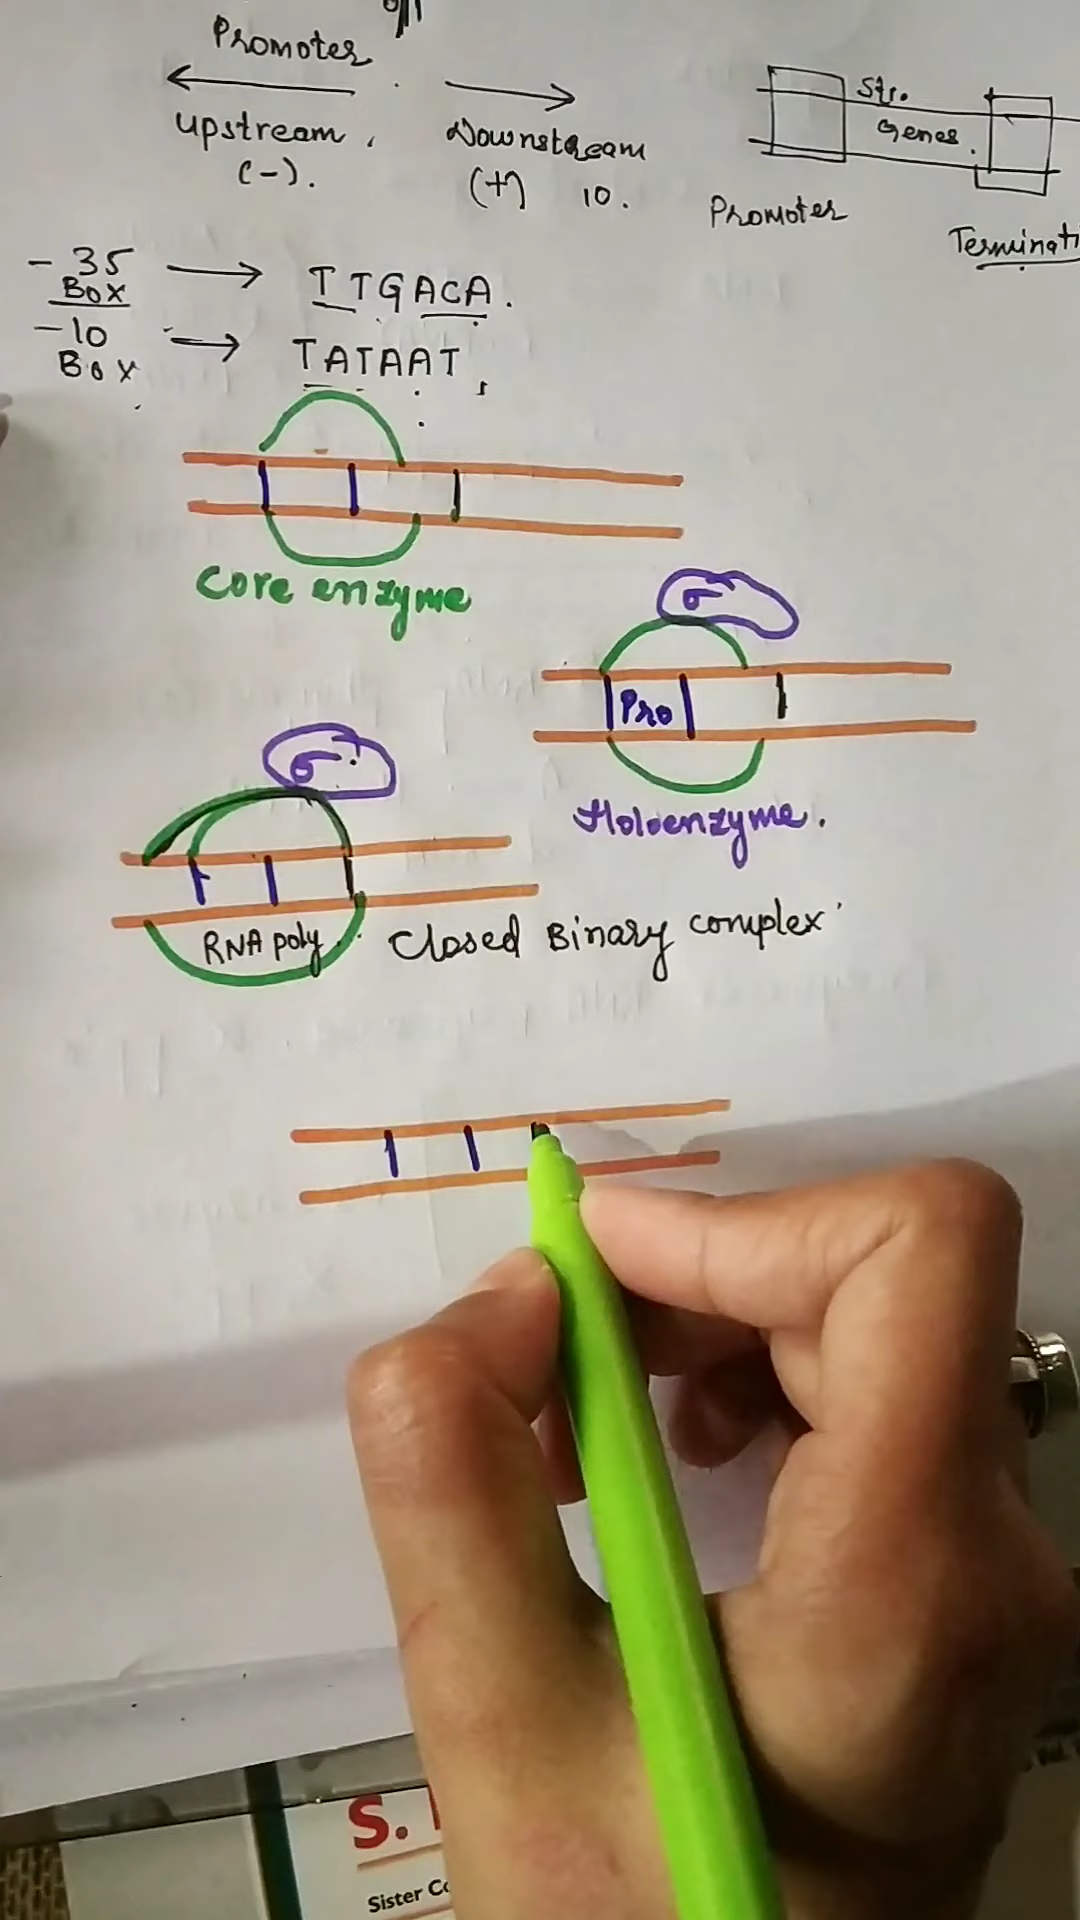 Promoter
Upstream,
(-).
Downstream
(+) 10.
Str.
Genes.
Promoter
Terminati
- 35
Box
→ TTGACA.
-10
Box
→ TATAAT,
Core enzyme
σ
Pro
Holoenzyme.
σ
RNA poly.
Closed Binary complex
S.
Sister Co